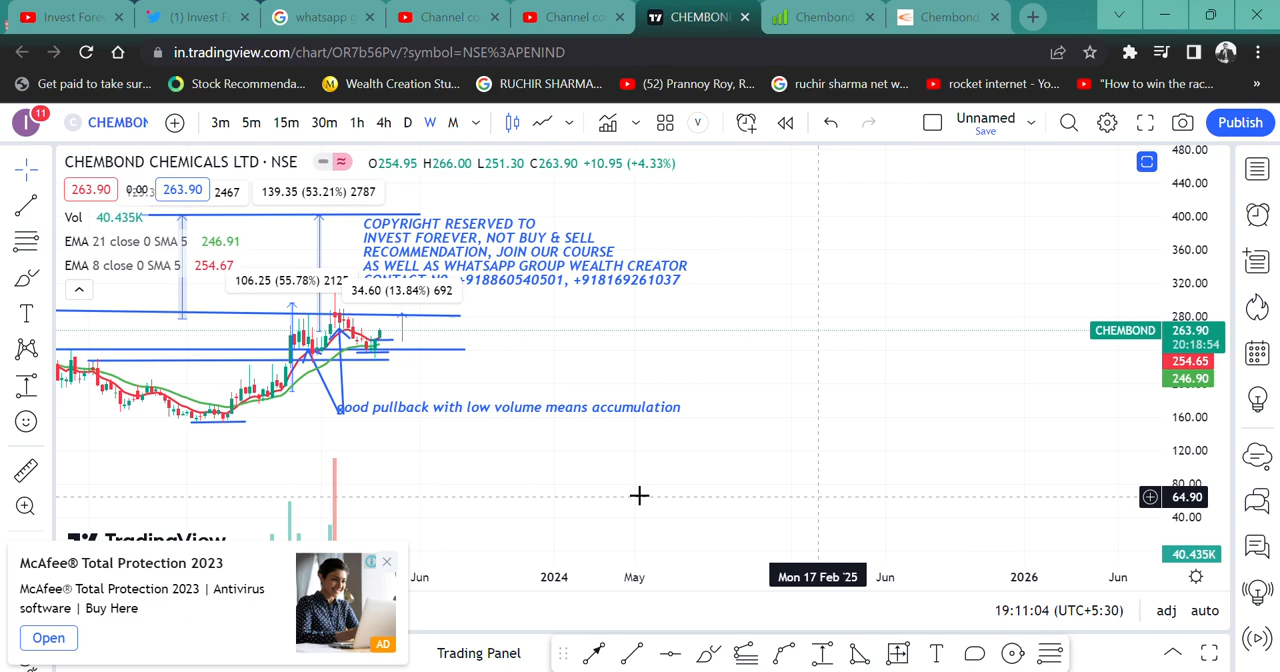 Invest Fore
(1) Invest F
whatsapp g
Channel co
Channel co
CHEMBON
Chembond
Chembond
in.tradingview.com/chart/OR7b56Pv/?symbol=NSE%3APENIND
Get paid to take sur...
Stock Recommenda...
Wealth Creation Stu...
RUCHIR SHARMA...
(52) Prannoy Roy, R...
ruchir sharma net w...
rocket internet - Yo...
"How to win the rac...
»
I 11
C CHEMBON
3m 5m 15m 30m 1h 4h D W M
V
Unnamed
Save
Publish
CHEMBOND CHEMICALS LTD · NSE
O254.95 H266.00 L251.30 C263.90 +10.95 (+4.33%)
263.90 0.00 263.90
2467
139.35 (53.21%) 2787
Vol 40.435K
EMA 21 close 0 SMA 5 246.91
EMA 8 close 0 SMA 5 254.67
COPYRIGHT RESERVED TO
INVEST FOREVER, NOT BUY & SELL
RECOMMENDATION, JOIN OUR COURSE
AS WELL AS WHATSAPP GROUP WEALTH CREATOR
+918860540501, +918169261037
106.25 (55.78%) 2125
34.60 (13.84%) 692
good pullback with low volume means accumulation
480.00
440.00
400.00
360.00
320.00
280.00
CHEMBOND 263.90
20:18:54
254.65
246.90
160.00
120.00
80.00
64.90
40.00
40.435K
TradingView
Jun
2024
May
Mon 17 Feb '25
Jun
2026
Jun
19:11:04 (UTC+5:30)
adj
auto
McAfee® Total Protection 2023
McAfee® Total Protection 2023 | Antivirus
software | Buy Here
Open
AD
Trading Panel